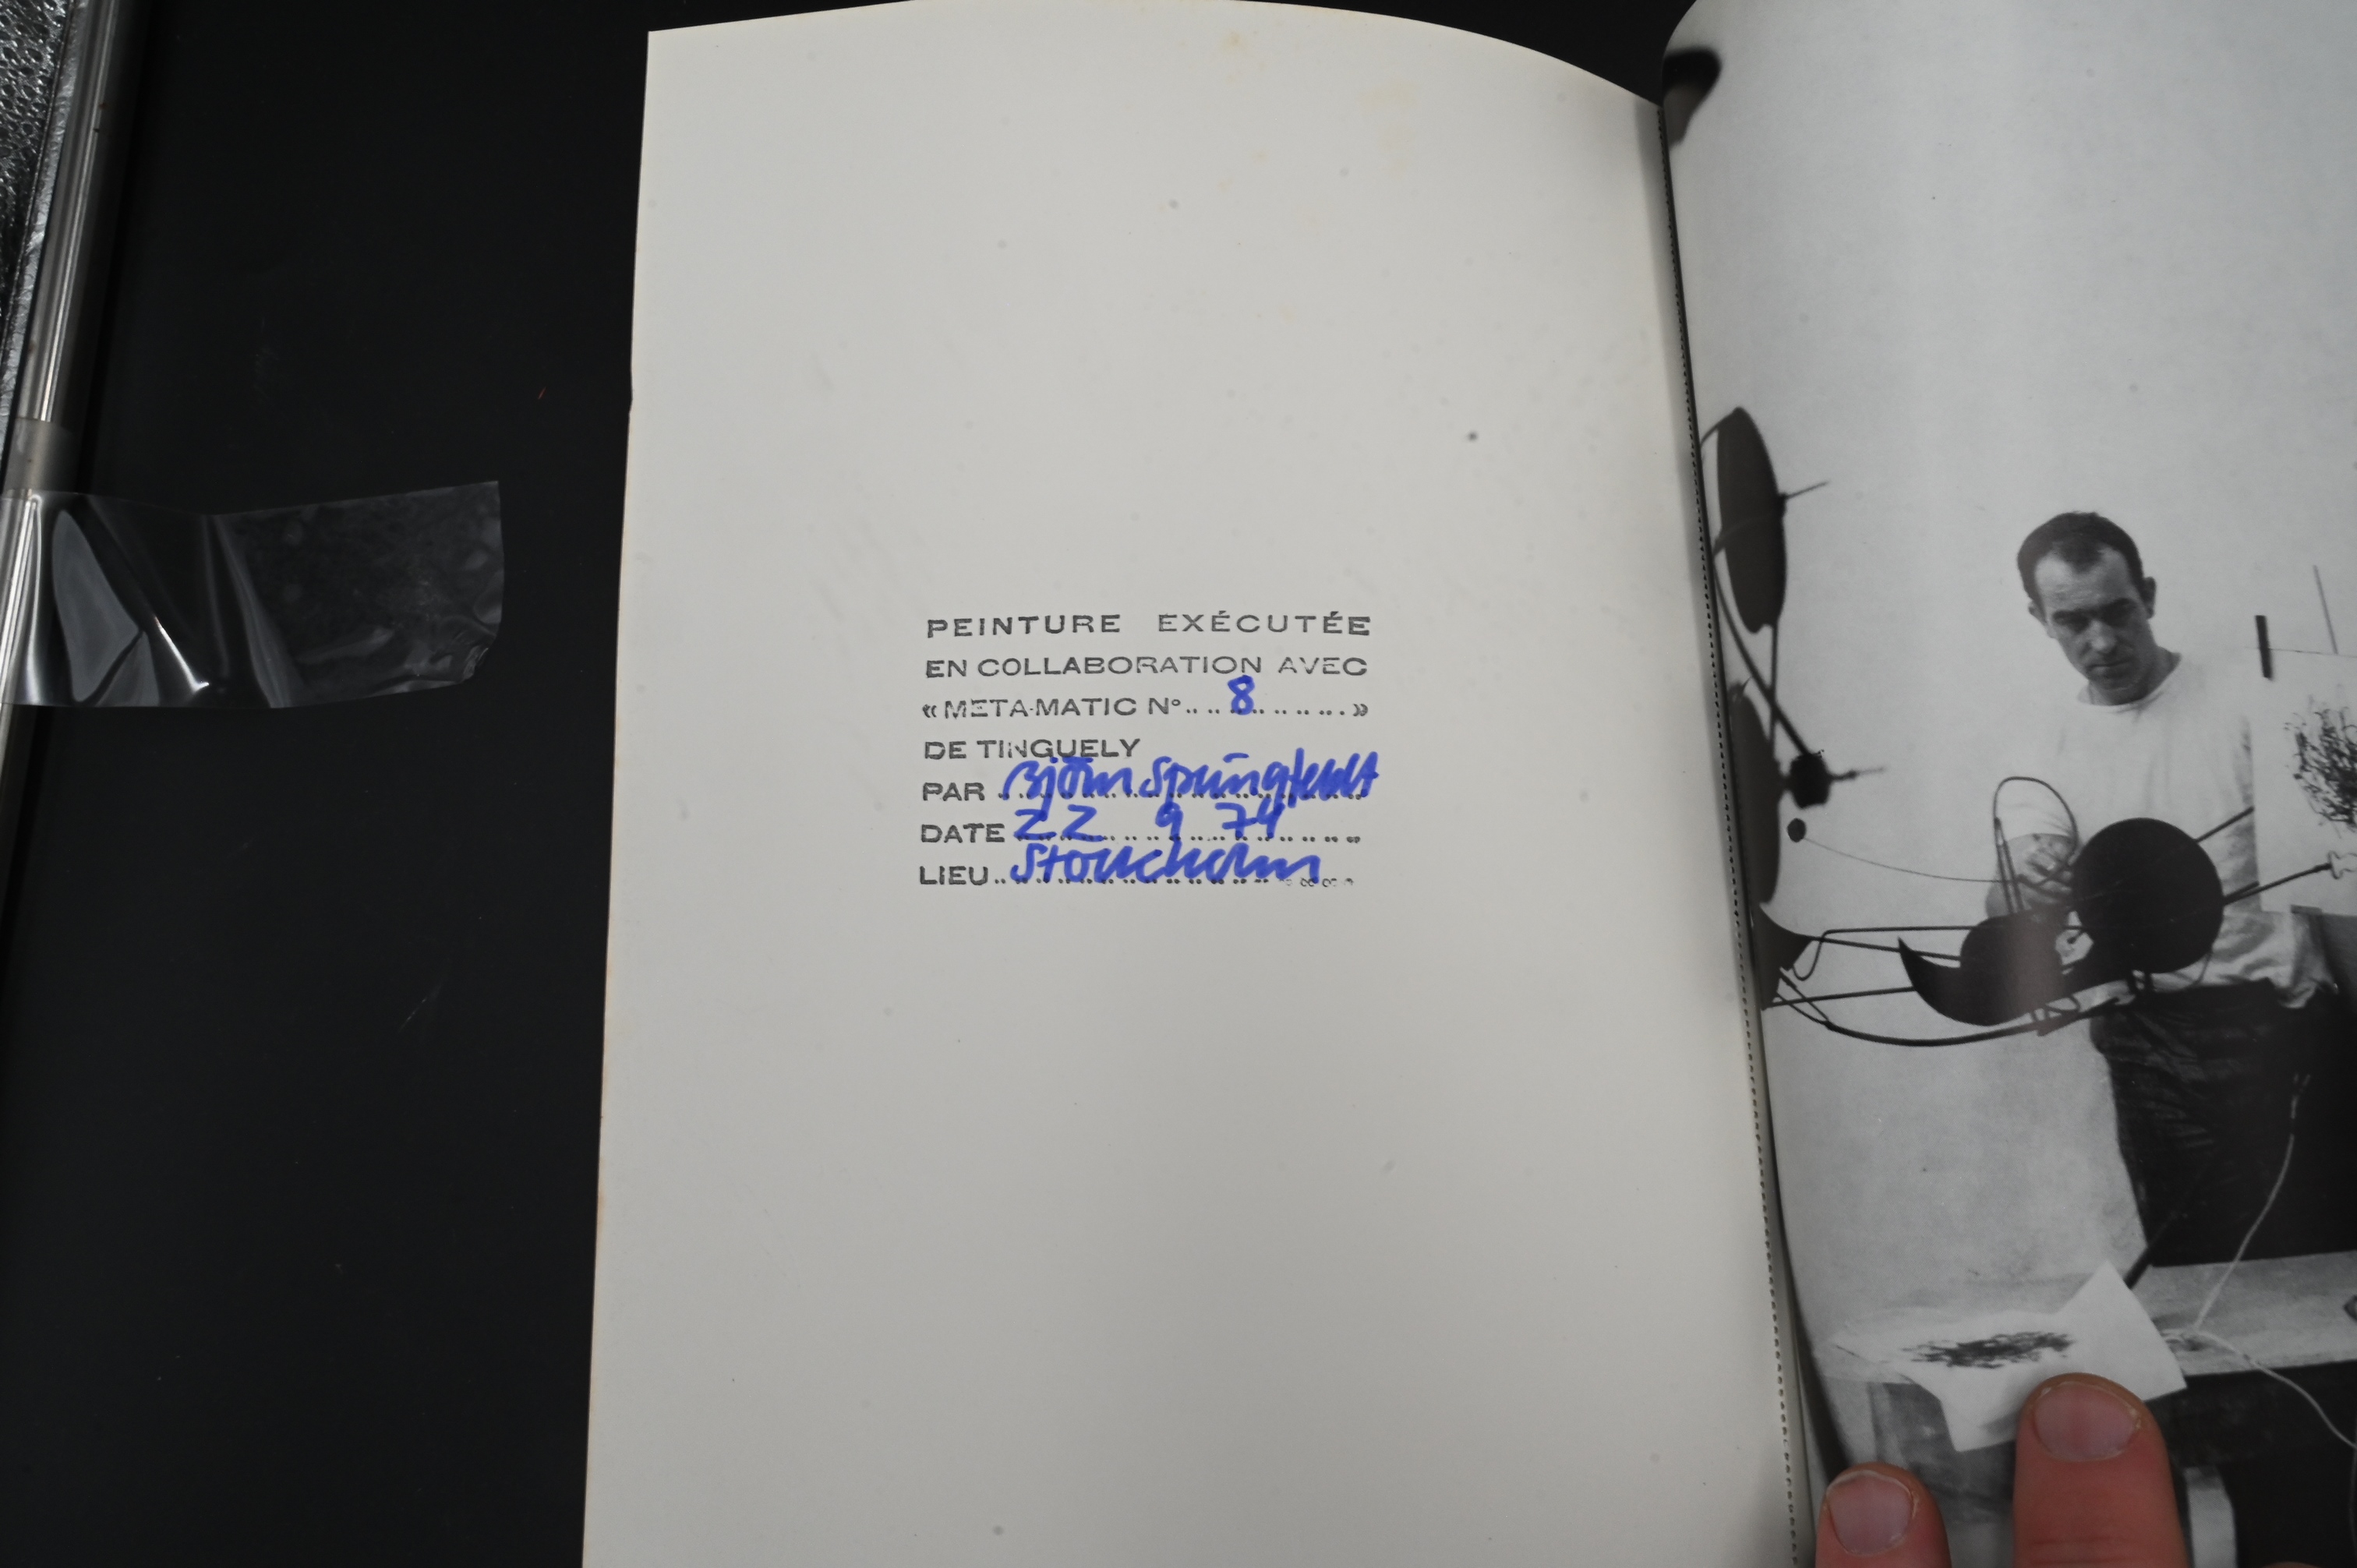 PEINTURE EXÉCUTÉE
EN COLLABORATION AVEC
« META-MATIC N° 8 »
DE TINGUELY
PAR Björn Springfeldt
DATE 22 9 74
LIEU Stockholm